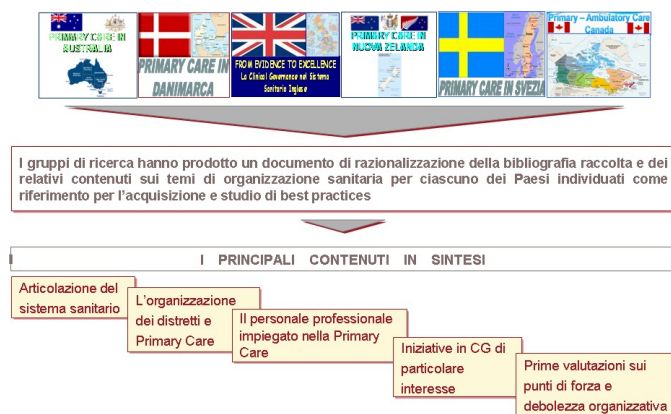 PRIMARY CARE IN
AUSTRALIA
PRIMARY CARE IN
DANIMARCA
FROM EVIDENCE TO EXCELLENCE
La Clinical Governance nel Sistema
Sanitario Inglese
PRIMARY CARE IN
NUOVA ZELANDA
PRIMARY CARE IN SVEZIA
Primary – Ambulatory Care
Canada
I gruppi di ricerca hanno prodotto un documento di razionalizzazione della bibliografia raccolta e dei
relativi contenuti sui temi di organizzazione sanitaria per ciascuno dei Paesi individuati come
riferimento per l'acquisizione e studio di best practices
I PRINCIPALI CONTENUTI IN SINTESI
Articolazione del
sistema sanitario
L'organizzazione
dei distretti e
Primary Care
Il personale professionale
impiegato nella Primary
Care
Iniziative in CG di
particolare
interesse
Prime valutazioni sui
punti di forza e
debolezza organizzativa